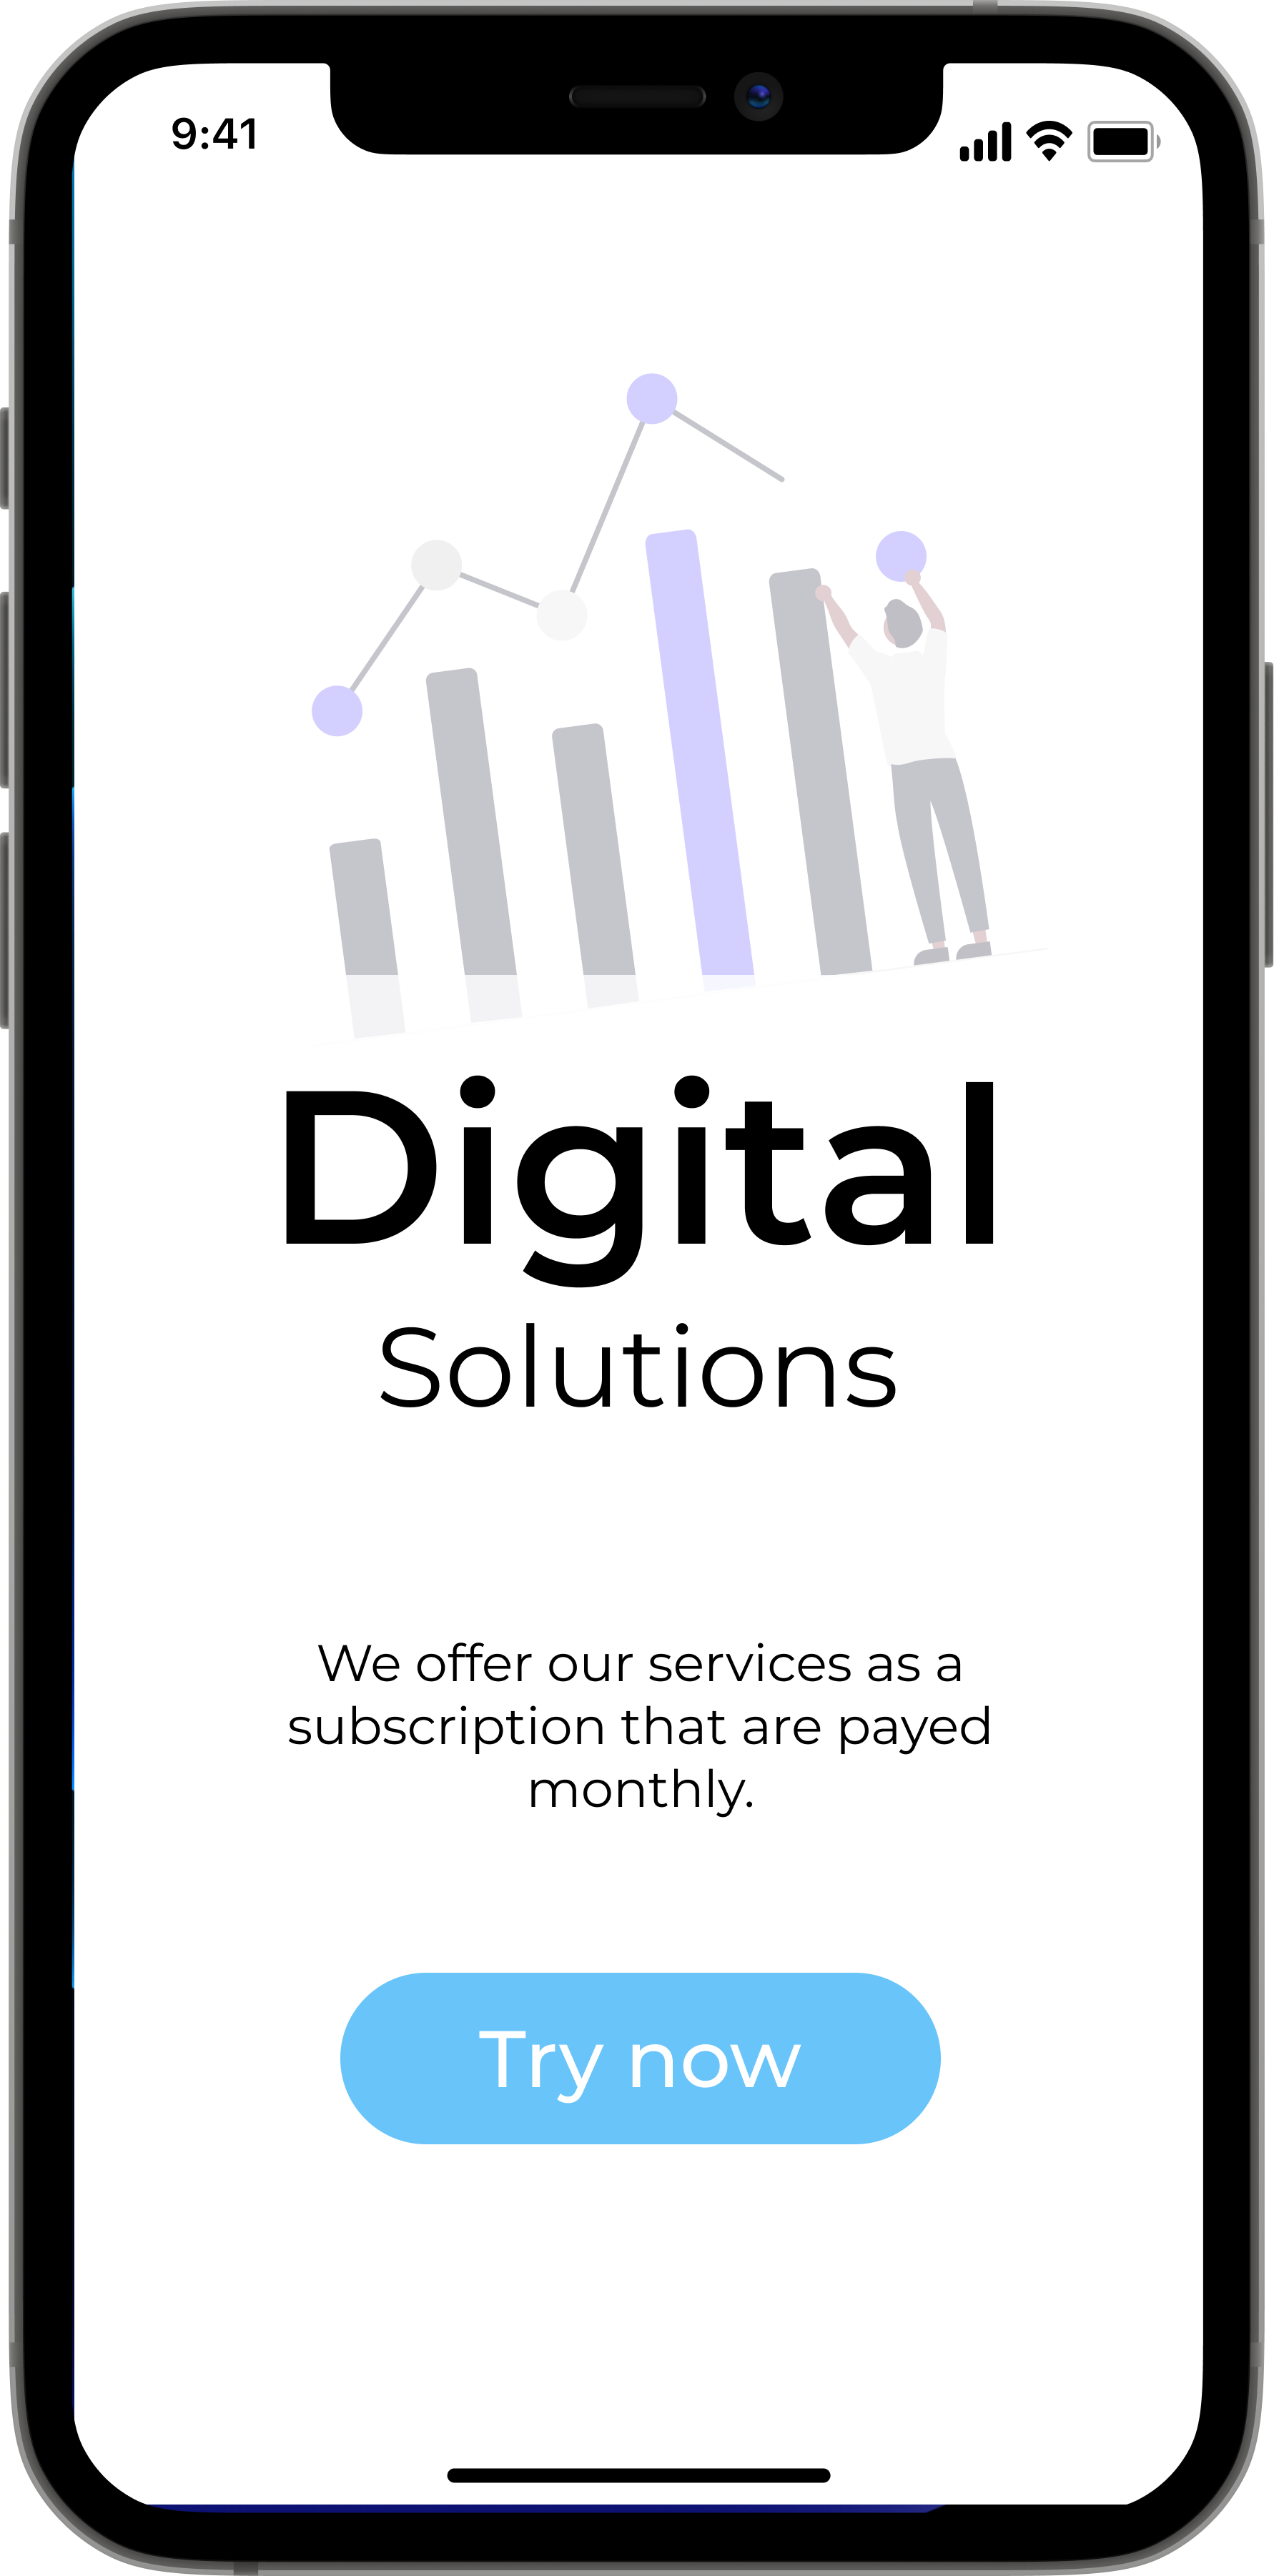 9:41
Digital
Solutions
We offer our services as a
subscription that are payed
monthly.
Try now